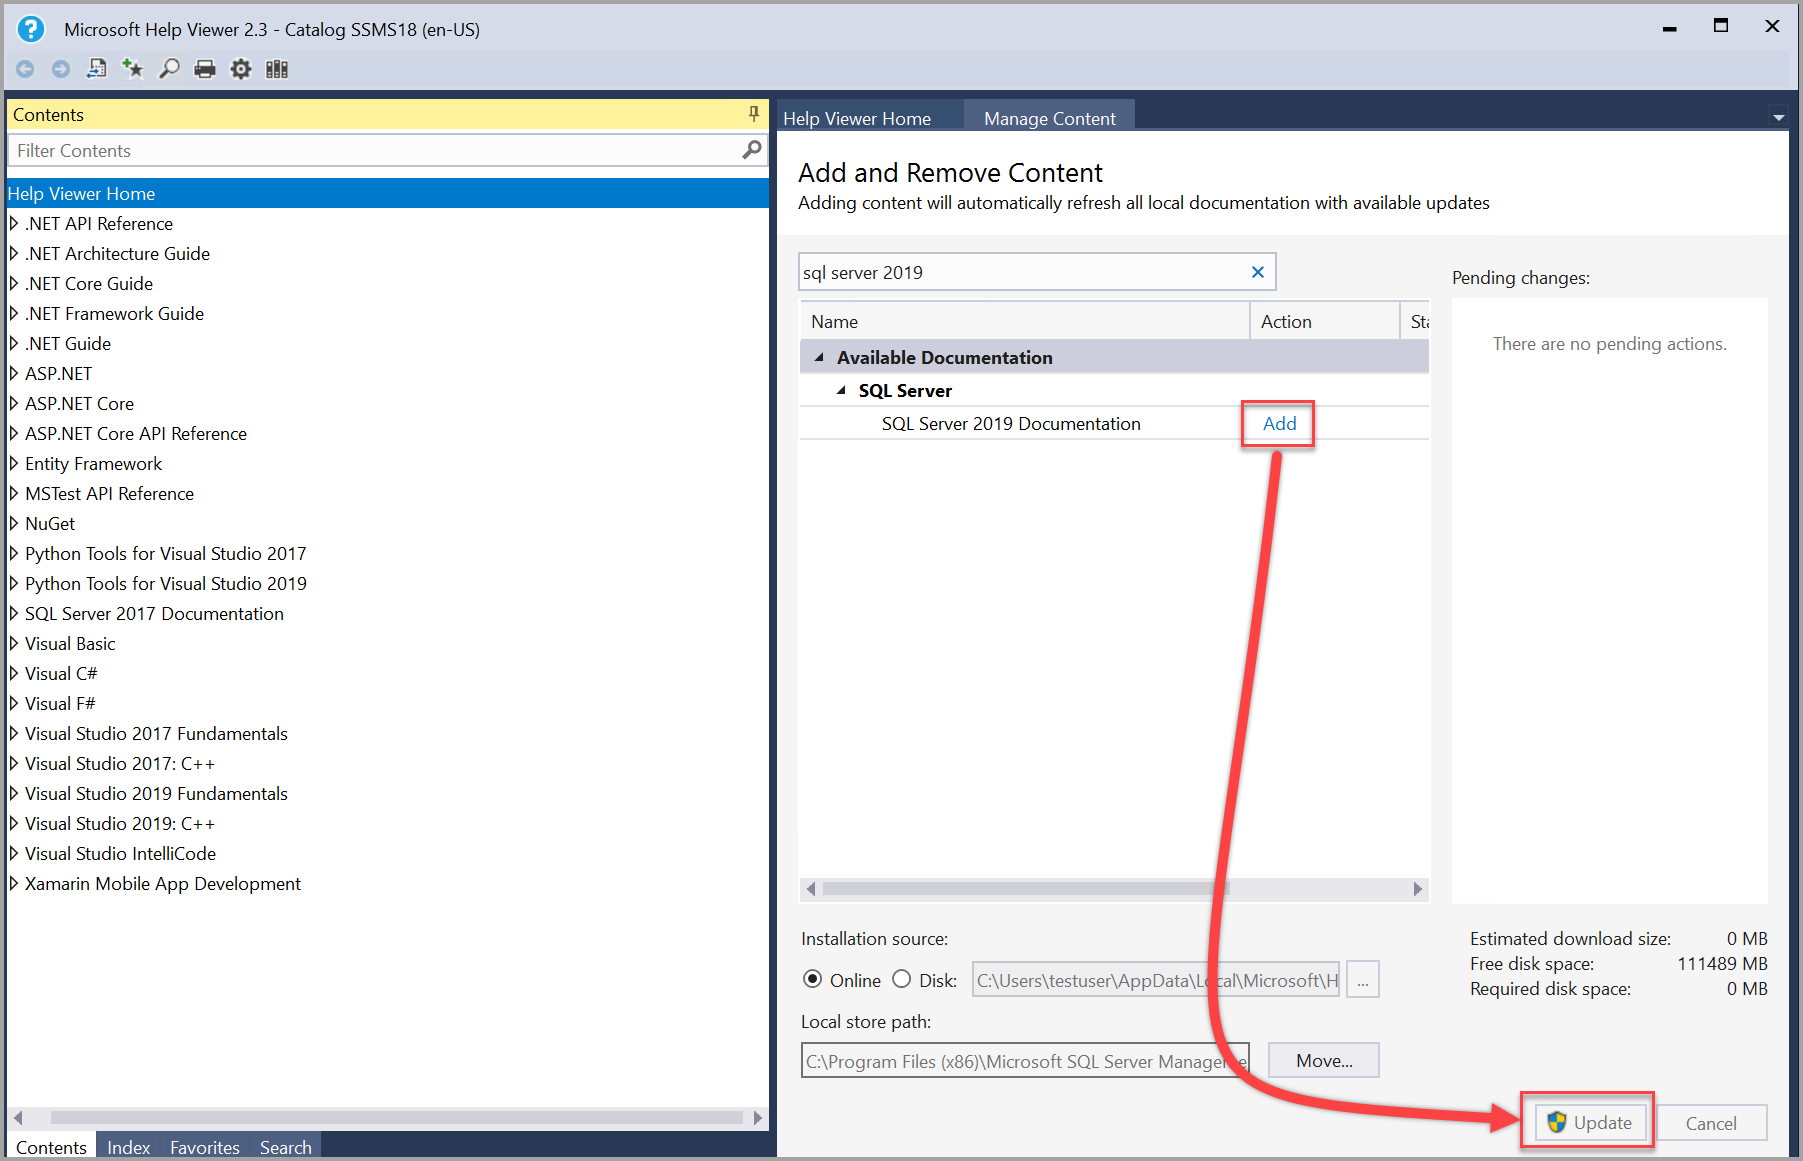 Microsoft Help Viewer 2.3 - Catalog SSMS18 (en-US)
Contents
Filter Contents
Help Viewer Home
.NET API Reference
.NET Architecture Guide
.NET Core Guide
.NET Framework Guide
.NET Guide
ASP.NET
ASP.NET Core
ASP.NET Core API Reference
Entity Framework
MSTest API Reference
NuGet
Python Tools for Visual Studio 2017
Python Tools for Visual Studio 2019
SQL Server 2017 Documentation
Visual Basic
Visual C#
Visual F#
Visual Studio 2017 Fundamentals
Visual Studio 2017: C++
Visual Studio 2019 Fundamentals
Visual Studio 2019: C++
Visual Studio IntelliCode
Xamarin Mobile App Development
Contents Index Favorites Search
Help Viewer Home Manage Content
Add and Remove Content
Adding content will automatically refresh all local documentation with available updates
sql server 2019
Name Action Sta
Available Documentation
SQL Server
SQL Server 2019 Documentation Add
Pending changes:
There are no pending actions.
Installation source:
Online Disk: C:\Users\testuser\AppData\Local\Microsoft\H ...
Local store path:
C:\Program Files (x86)\Microsoft SQL Server Manageme Move...
Estimated download size: 0 MB
Free disk space: 111489 MB
Required disk space: 0 MB
Update Cancel